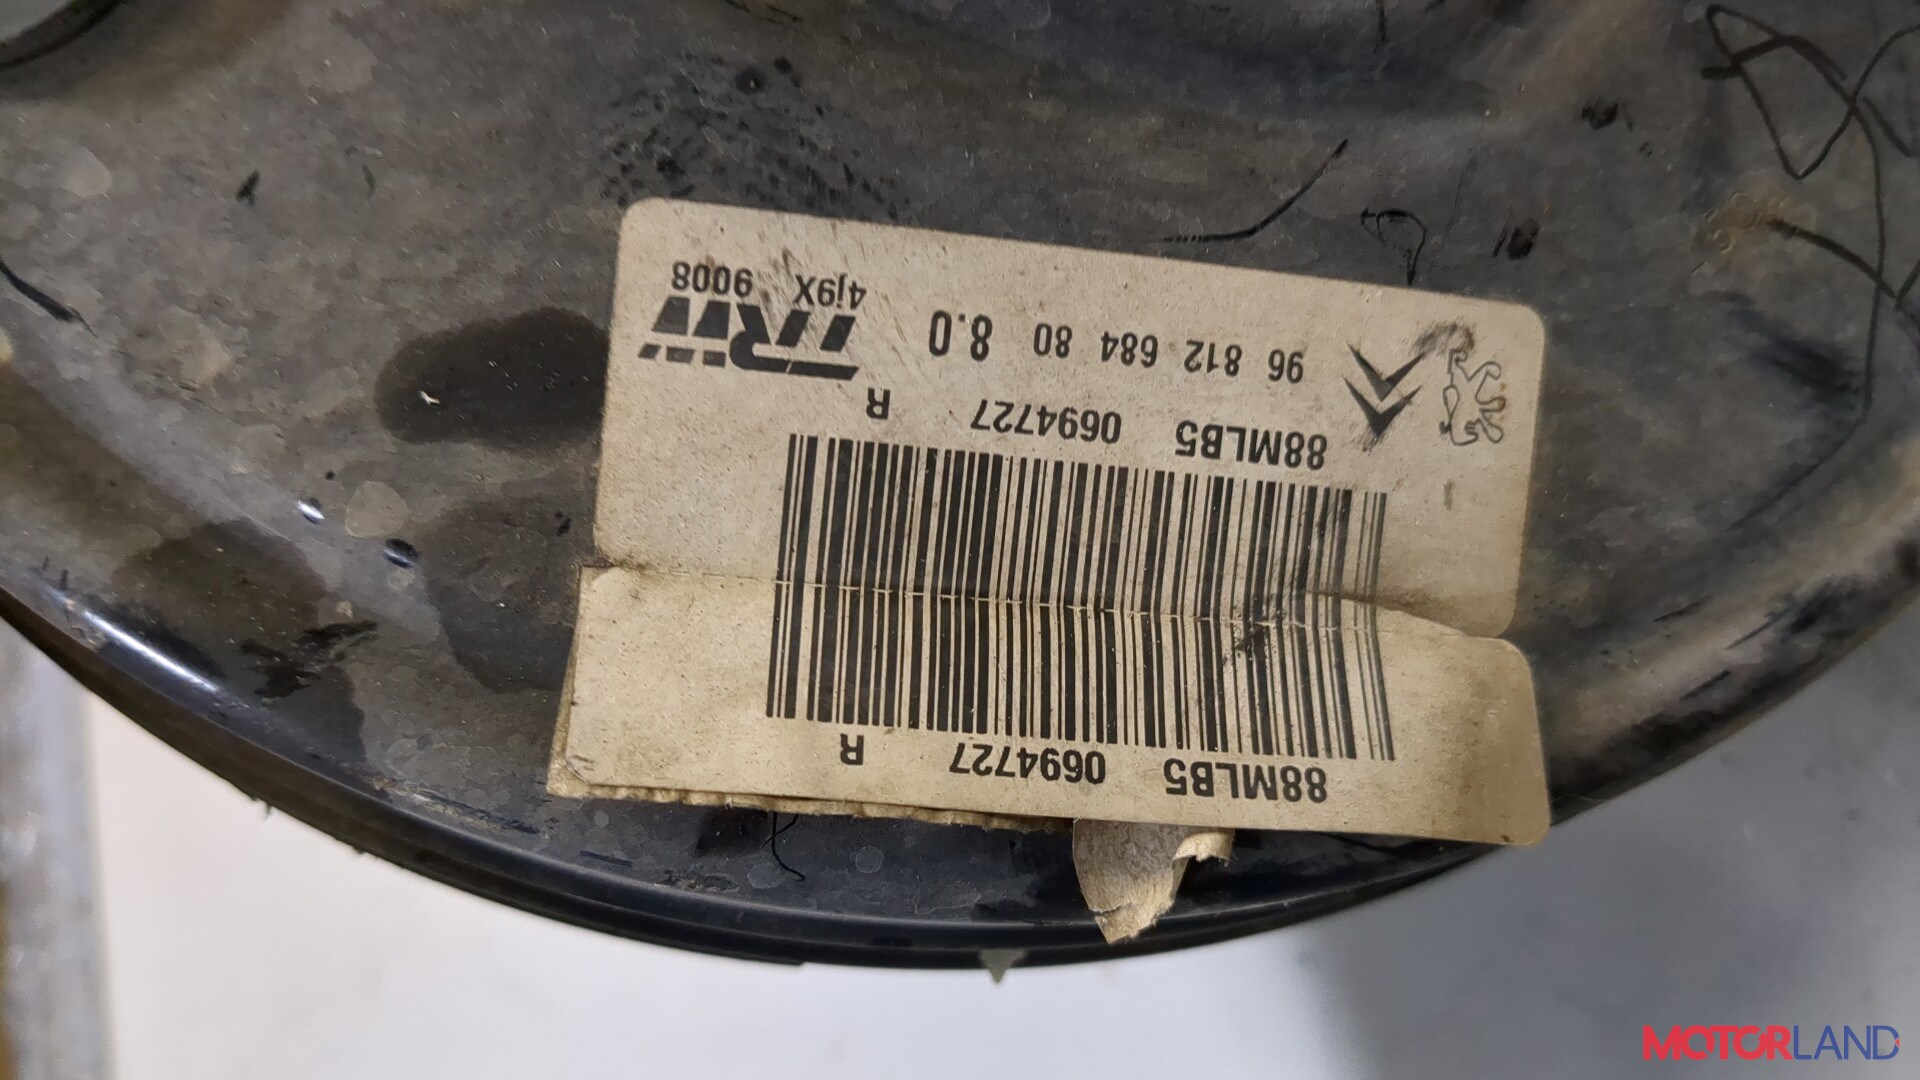 88MLB5 0694727 R
88MLB5 0694727 R
96 812 684 80 8.0 TRW
4j9X 9008
MOTORLAND